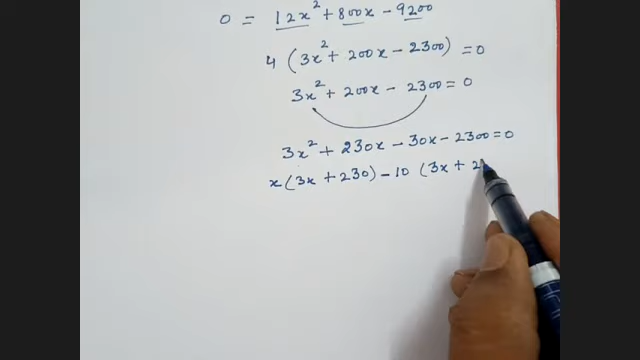 0 = 12x² + 800x - 9200
4 (3x² + 200x - 2300) = 0
3x² + 200x - 2300 = 0
3x² + 230x - 30x - 2300 = 0
x (3x + 230) - 10 (3x + 2